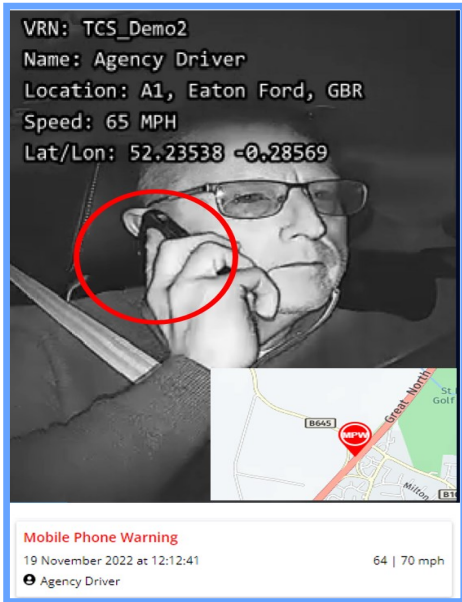 VRN: TCS_Demo2
Name: Agency Driver
Location: A1, Eaton Ford, GBR
Speed: 65 MPH
Lat/Lon: 52.23538 -0.28569
Great North
St
Golf
B645
MPW
Milton
B1
Mobile Phone Warning
19 November 2022 at 12:12:41
64 | 70 mph
Agency Driver